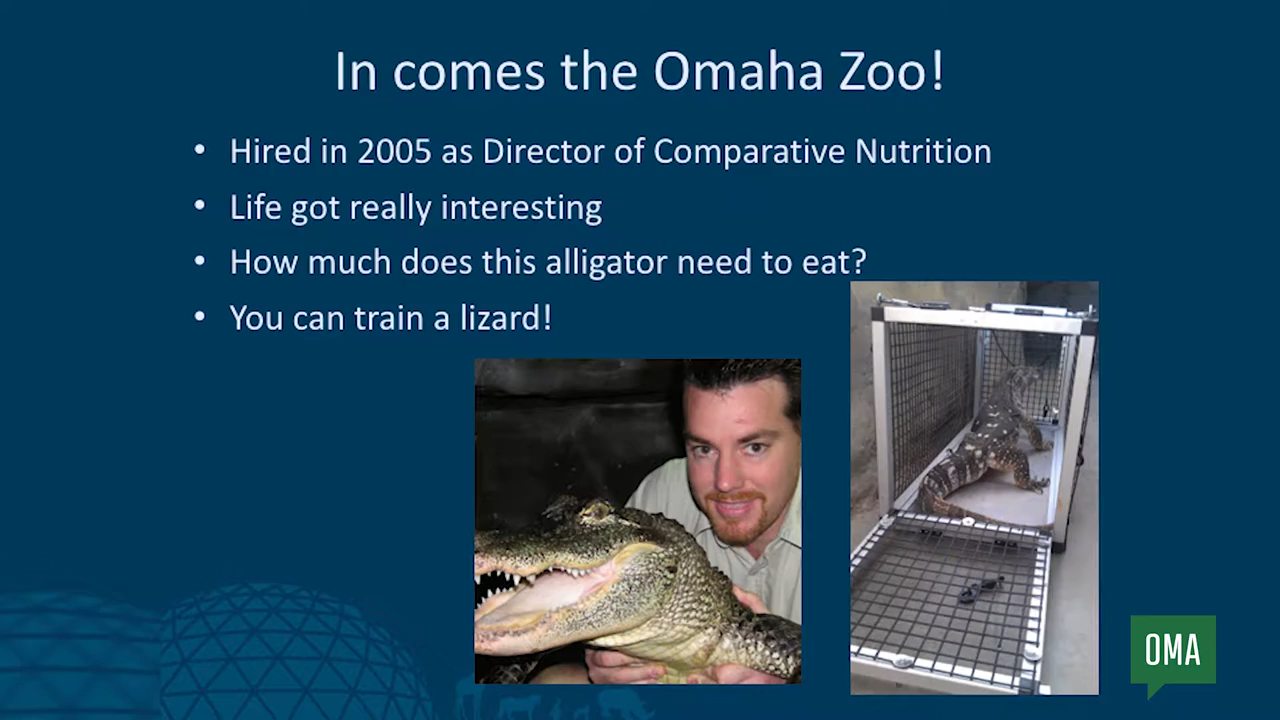 In comes the Omaha Zoo!
• Hired in 2005 as Director of Comparative Nutrition
• Life got really interesting
• How much does this alligator need to eat?
• You can train a lizard!
OMA